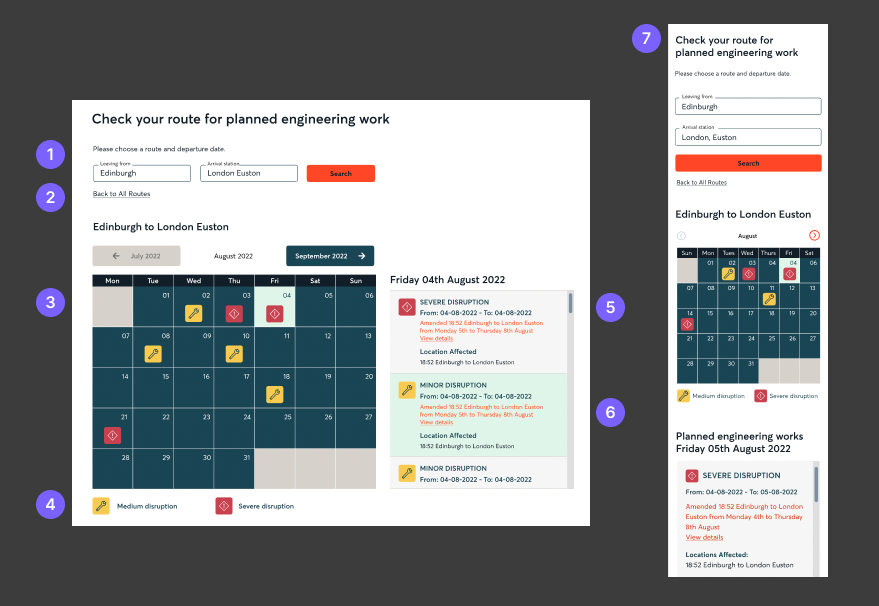 1
2
3
4
5
6
7
Check your route for planned engineering work
Please choose a route and departure date.
Leaving from
Edinburgh
Arrival station
London Euston
Search
Back to All Routes
Edinburgh to London Euston
July 2022
August 2022
September 2022
Mon Tue Wed Thu Fri Sat Sun
01 02 03 04 05 06
07 08 09 10 11 12 13
14 15 16 17 18 19 20
21 22 23 24 25 26 27
28 29 30 31
Medium disruption
Severe disruption
Friday 04th August 2022
SEVERE DISRUPTION
From: 04-08-2022 - To: 04-08-2022
Amended 18:52 Edinburgh to London Euston
from Monday 5th to Thursday 8th August
View details
Location Affected
18:52 Edinburgh to London Euston
MINOR DISRUPTION
From: 04-08-2022 - To: 04-08-2022
Amended 18:52 Edinburgh to London Euston
from Monday 5th to Thursday 8th August
View details
Location Affected
18:52 Edinburgh to London Euston
MINOR DISRUPTION
From: 04-08-2022 - To: 04-08-2022
Check your route for
planned engineering work
Please choose a route and departure date.
Leaving from
Edinburgh
Arrival station
London, Euston
Search
Back to All Routes
Edinburgh to London Euston
August
Sun Mon Tues Wed Thurs Fri Sat
01 02 03 04 04 06
07 08 09 10 11 12 13
14 15 16 17 18 19 20
21 22 23 24 25 26 27
28 29 30 31
Medium disruption
Severe disruption
Planned engineering works
Friday 05th August 2022
SEVERE DISRUPTION
From: 04-08-2022 - To: 05-08-2022
Amended 18:52 Edinburgh to London
Euston from Monday 4th to Thursday
8th August
View details
Locations Affected:
18:52 Edinburgh to London Euston